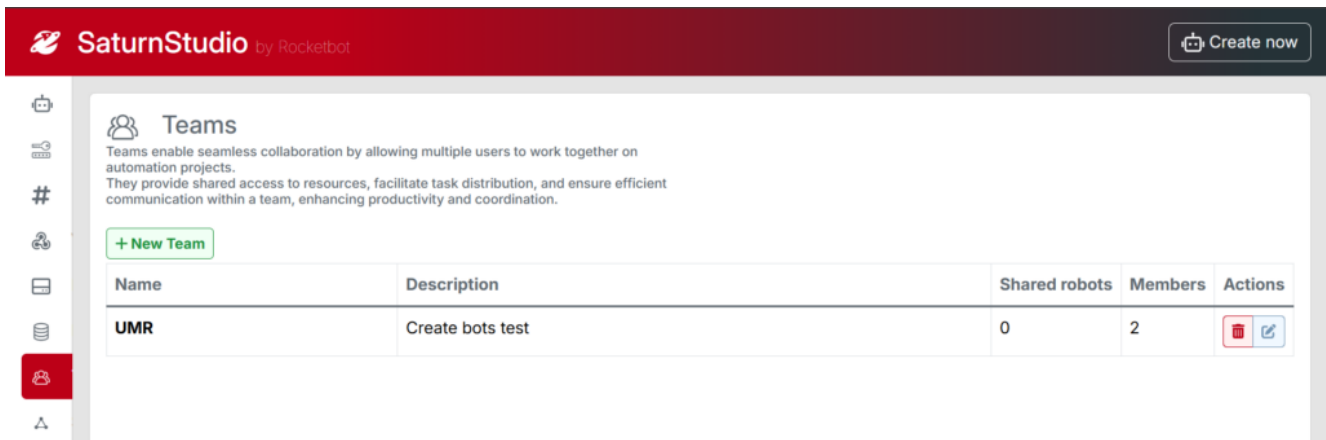 SaturnStudio by Rocketbot
Create now
Teams
Teams enable seamless collaboration by allowing multiple users to work together on
automation projects.
They provide shared access to resources, facilitate task distribution, and ensure efficient
communication within a team, enhancing productivity and coordination.
+ New Team
Name Description Shared robots Members Actions
UMR Create bots test 0 2